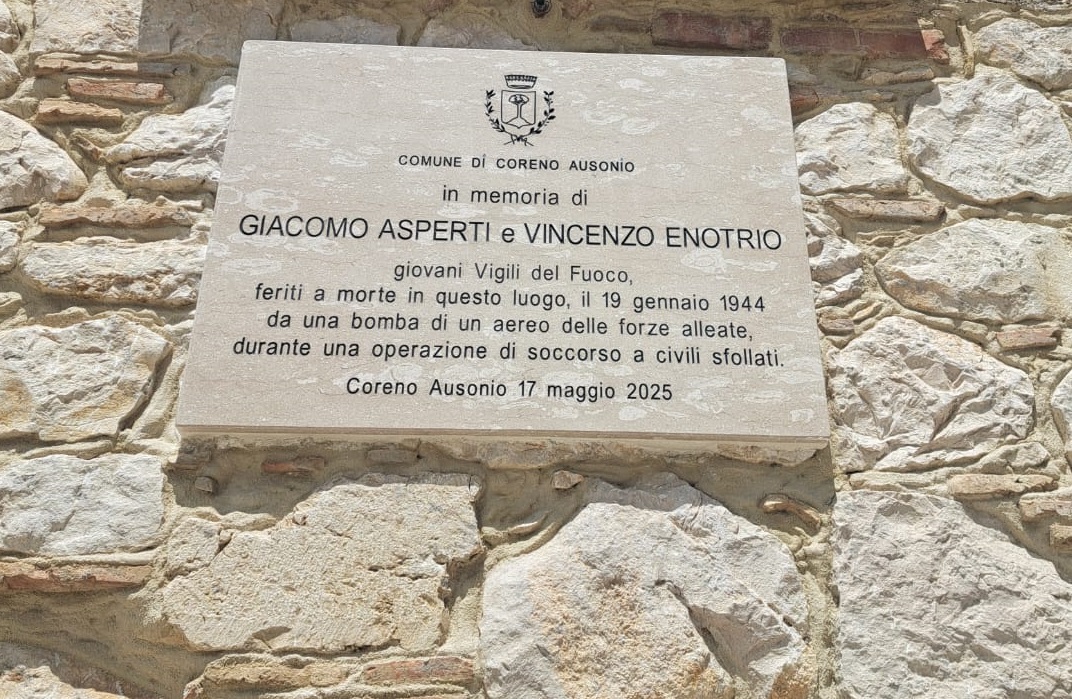 COMUNE DI CORENO AUSONIO
in memoria di
GIACOMO ASPERTI e VINCENZO ENOTRIO
giovani Vigili del Fuoco,
feriti a morte in questo luogo, il 19 gennaio 1944
da una bomba di un aereo delle forze alleate,
durante una operazione di soccorso a civili sfollati.
Coreno Ausonio 17 maggio 2025